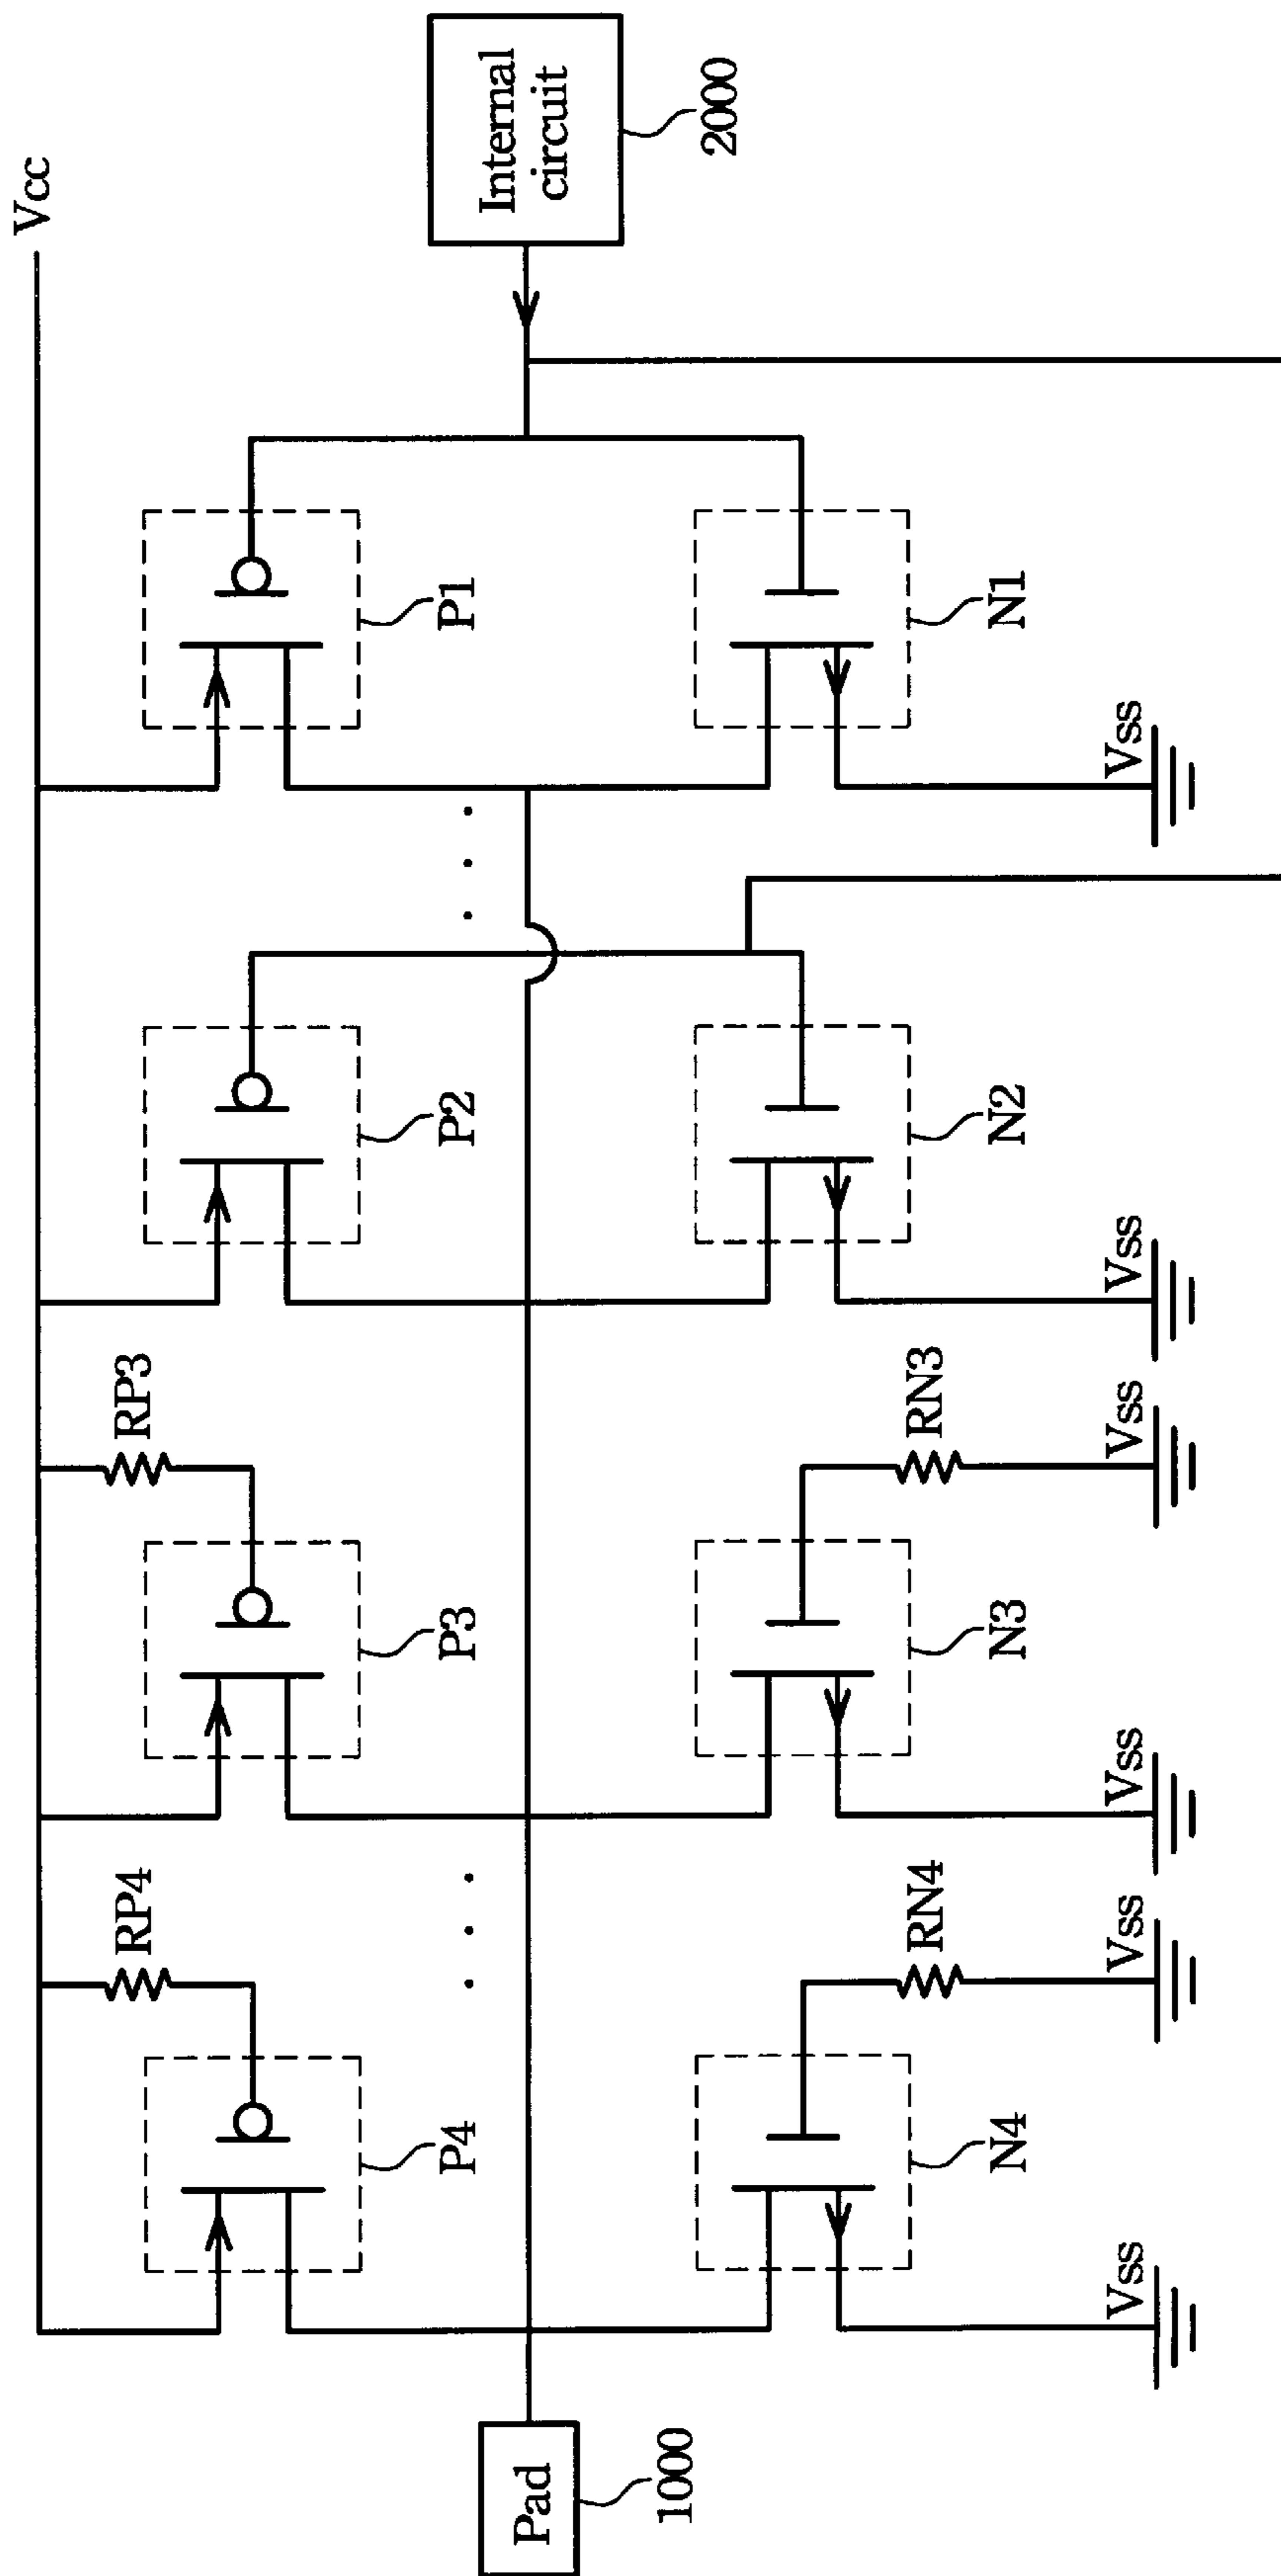 Vcc
RP4
RP3
P4
P3
P2
P1
Pad
1000
Internal
circuit
2000
N4
N3
N2
N1
RN4
RN3
Vss
Vss
Vss
Vss
Vss
Vss